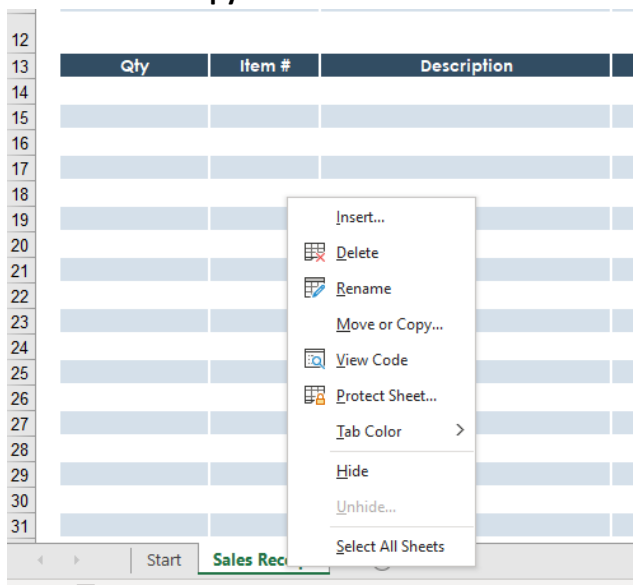 12
13 Qty Item # Description
14
15
16
17
18
19 Insert...
20 Delete
21
22 Rename
23 Move or Copy...
24
25 View Code
26 Protect Sheet...
27 Tab Color >
28
29 Hide
30 Unhide...
31
Select All Sheets
Start Sales